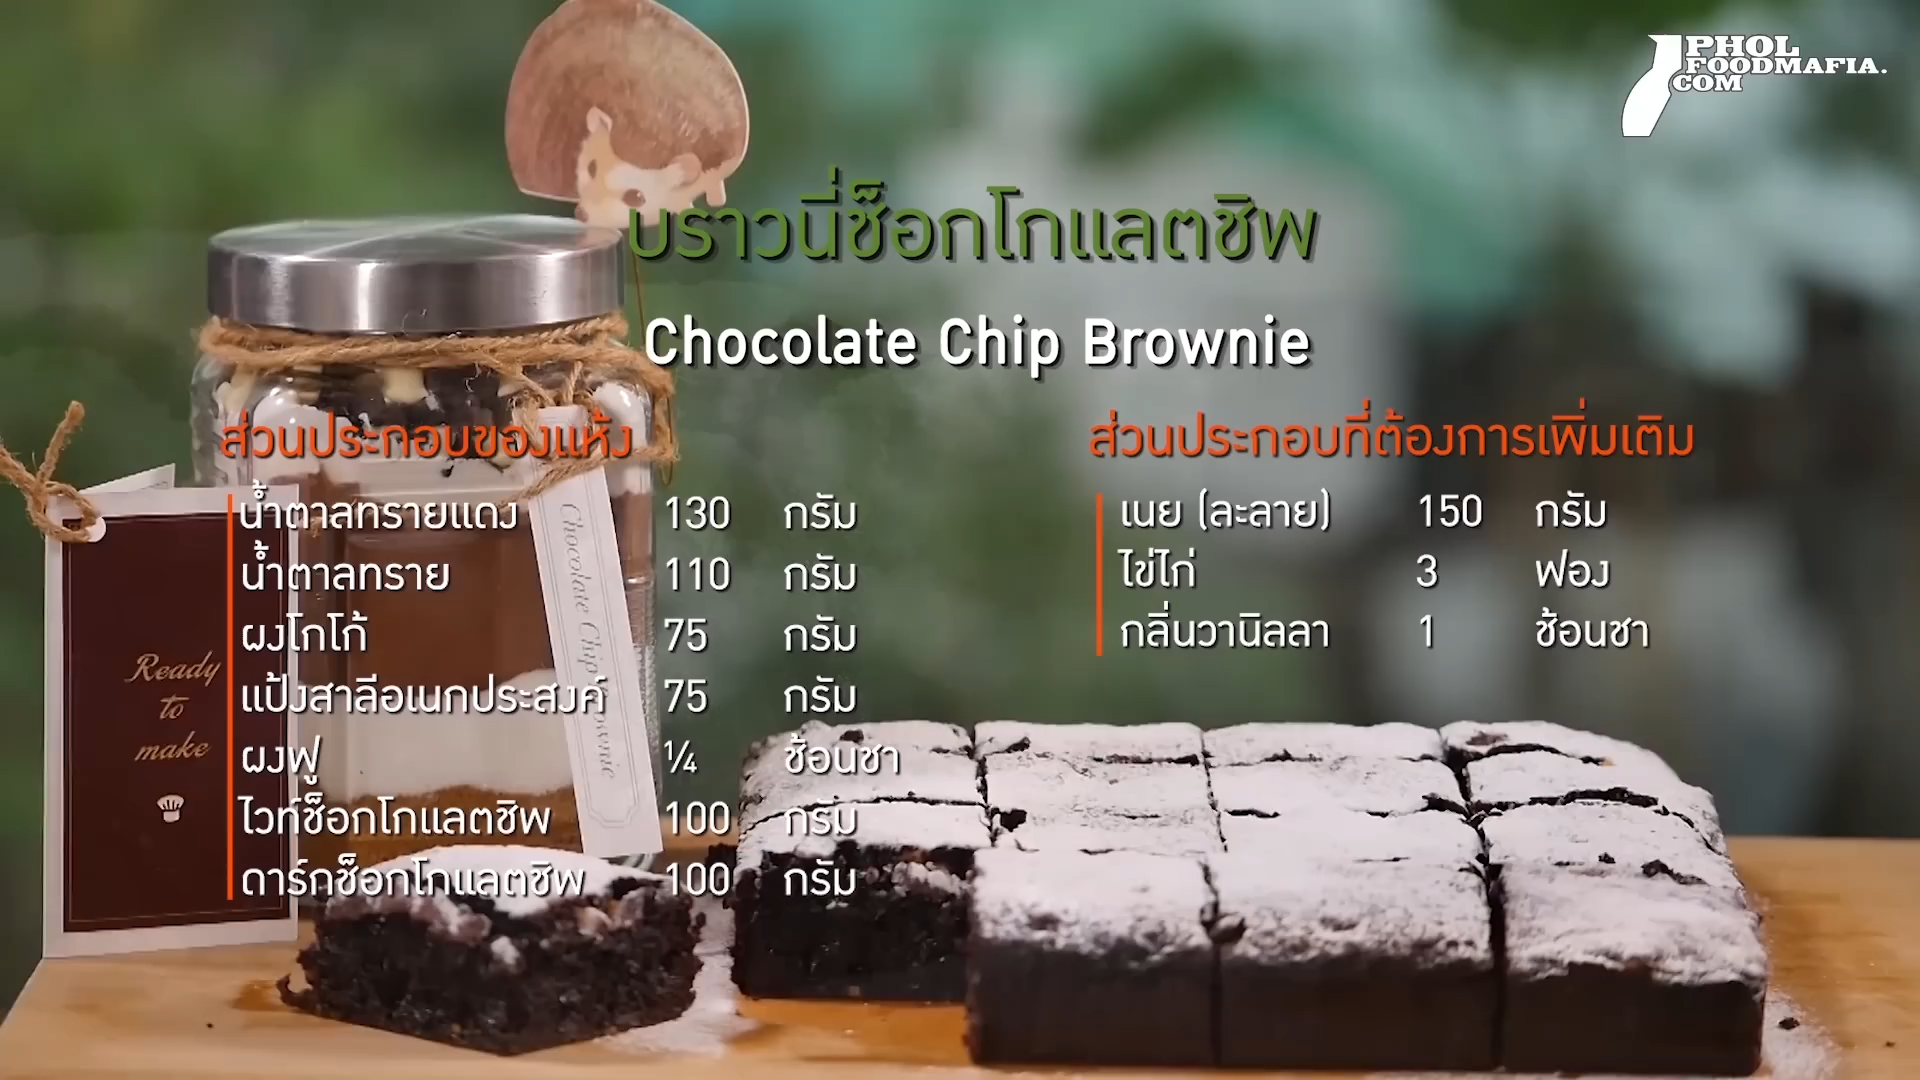 PHOL
FOODMAFIA.
COM
บราวนี่ช็อกโกแลตชิพ
Chocolate Chip Brownie
ส่วนประกอบของแห้ง
น้ำตาลทรายแดง 130 กรัม
น้ำตาลทราย 110 กรัม
ผงโกโก้ 75 กรัม
แป้งสาลีอเนกประสงค์ 75 กรัม
ผงฟู ¼ ช้อนชา
ไวท์ช็อกโกแลตชิพ 100 กรัม
ดาร์กช็อกโกแลตชิพ 100 กรัม
ส่วนประกอบที่ต้องการเพิ่มเติม
เนย (ละลาย) 150 กรัม
ไข่ไก่ 3 ฟอง
กลิ่นวานิลลา 1 ช้อนชา
Chocolate Chip Brownie
Ready
to
make